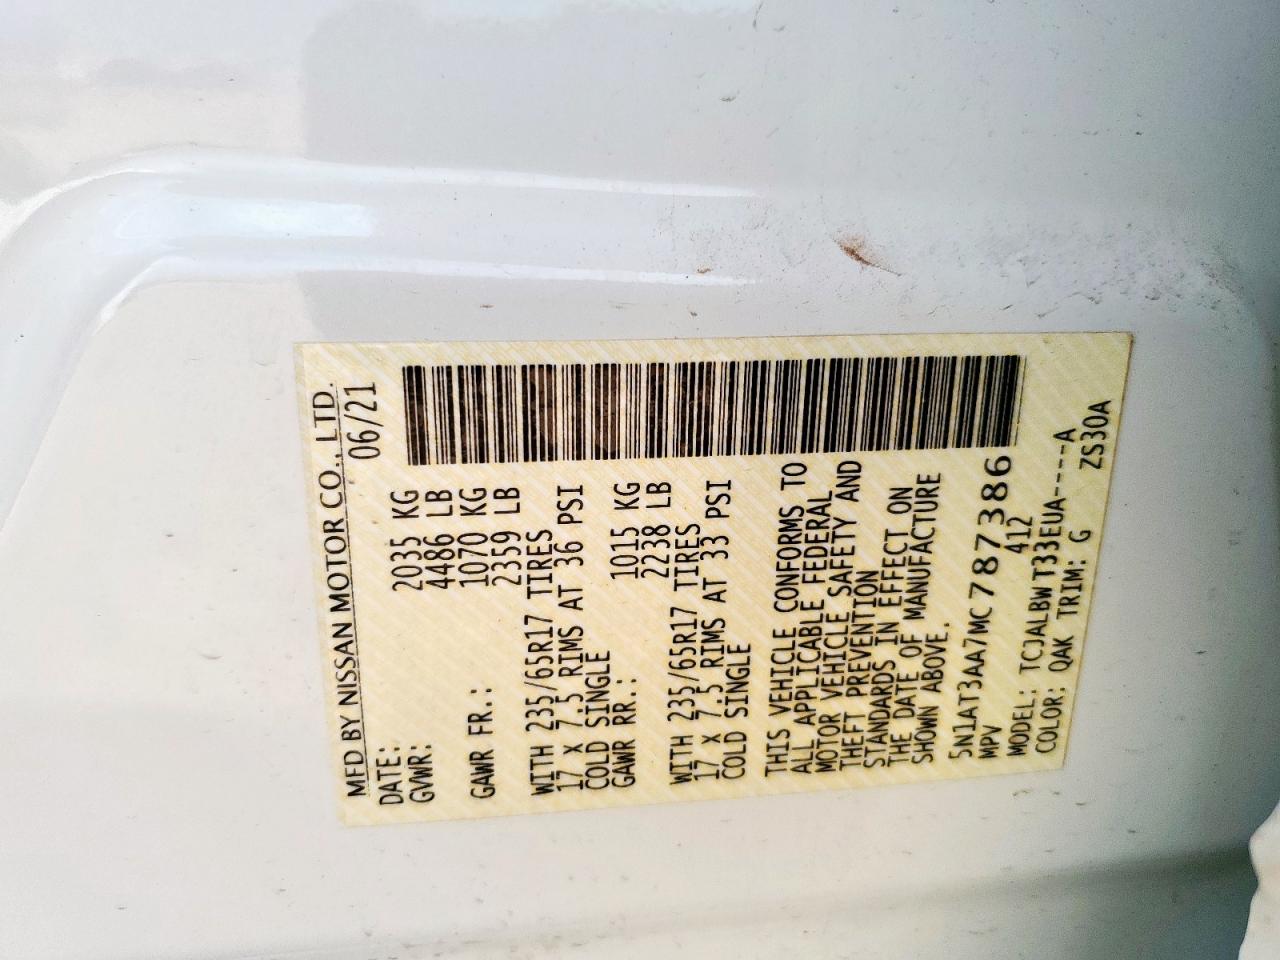 MFD BY NISSAN MOTOR CO., LTD.
DATE: 06/21
GVWR: 2035 KG
4486 LB
GAWR FR.: 1070 KG
2359 LB
WITH 235/65R17 TIRES
17 X 7.5 RIMS AT 36 PSI
COLD SINGLE
GAWR RR.: 1015 KG
2238 LB
WITH 235/65R17 TIRES
17 X 7.5 RIMS AT 33 PSI
COLD SINGLE
THIS VEHICLE CONFORMS TO
ALL APPLICABLE FEDERAL
MOTOR VEHICLE SAFETY AND
THEFT PREVENTION
STANDARDS IN EFFECT ON
THE DATE OF MANUFACTURE
SHOWN ABOVE.
5N1AT3AA7MC787386
MPV 412
MODEL: TCJALBWT33EUA-----A
COLOR: QAK TRIM: G ZS30A